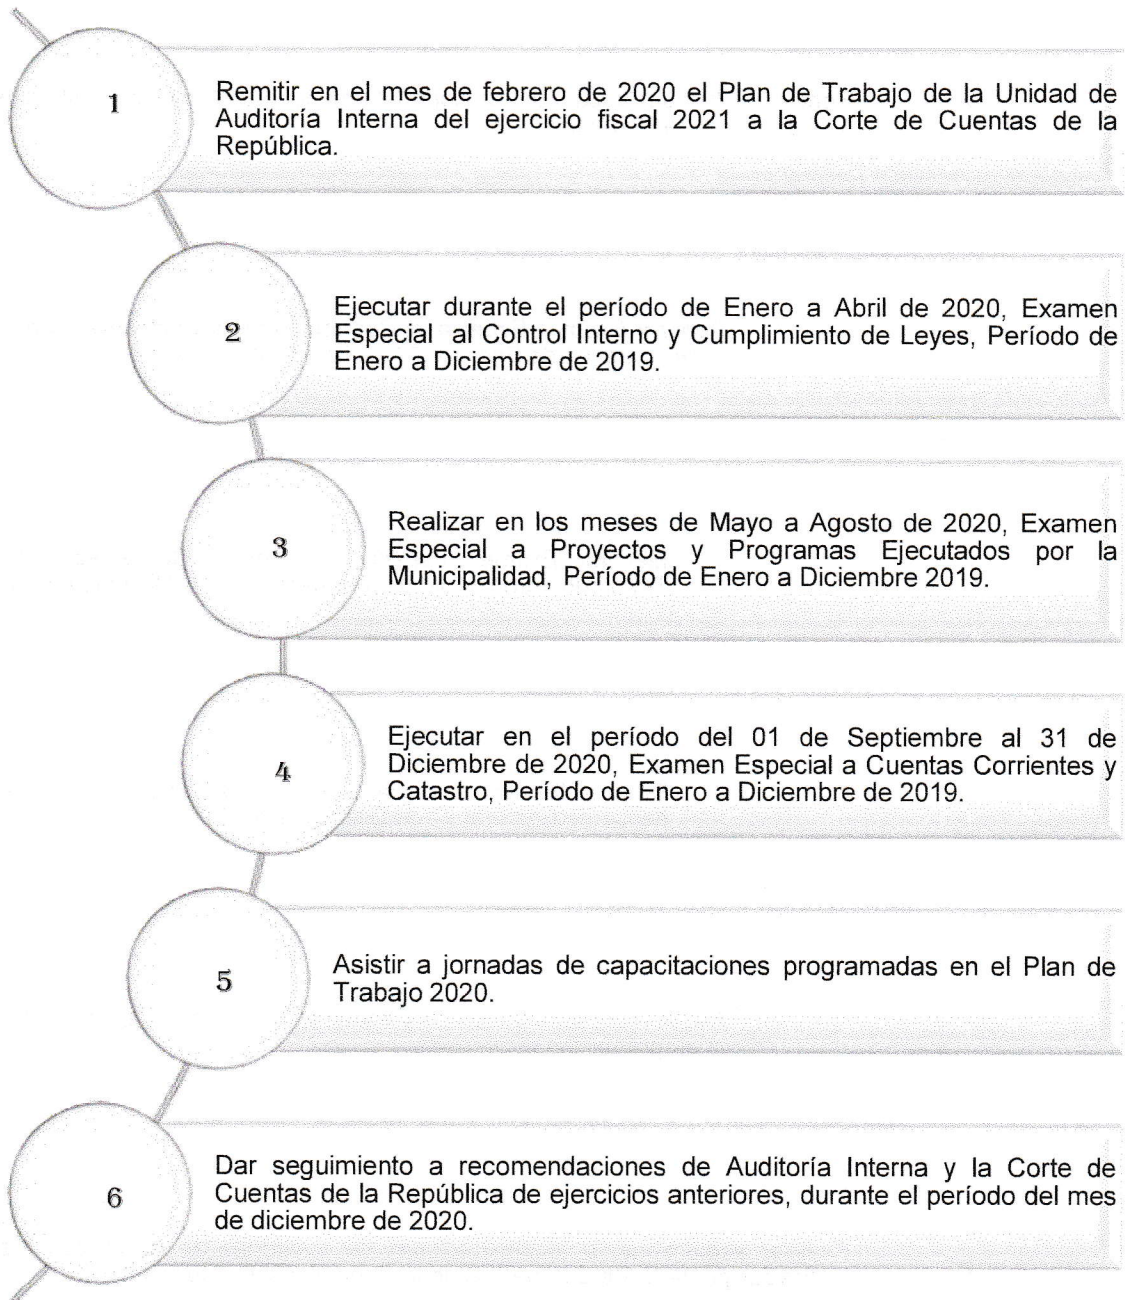 1
Remitir en el mes de febrero de 2020 el Plan de Trabajo de la Unidad de
Auditoría Interna del ejercicio fiscal 2021 a la Corte de Cuentas de la
República.
2
Ejecutar durante el período de Enero a Abril de 2020, Examen
Especial al Control Interno y Cumplimiento de Leyes, Período de
Enero a Diciembre de 2019.
3
Realizar en los meses de Mayo a Agosto de 2020, Examen
Especial a Proyectos y Programas Ejecutados por la
Municipalidad, Período de Enero a Diciembre 2019.
4
Ejecutar en el período del 01 de Septiembre al 31 de
Diciembre de 2020, Examen Especial a Cuentas Corrientes y
Catastro, Período de Enero a Diciembre de 2019.
5
Asistir a jornadas de capacitaciones programadas en el Plan de
Trabajo 2020.
6
Dar seguimiento a recomendaciones de Auditoría Interna y la Corte de
Cuentas de la República de ejercicios anteriores, durante el período del mes
de diciembre de 2020.